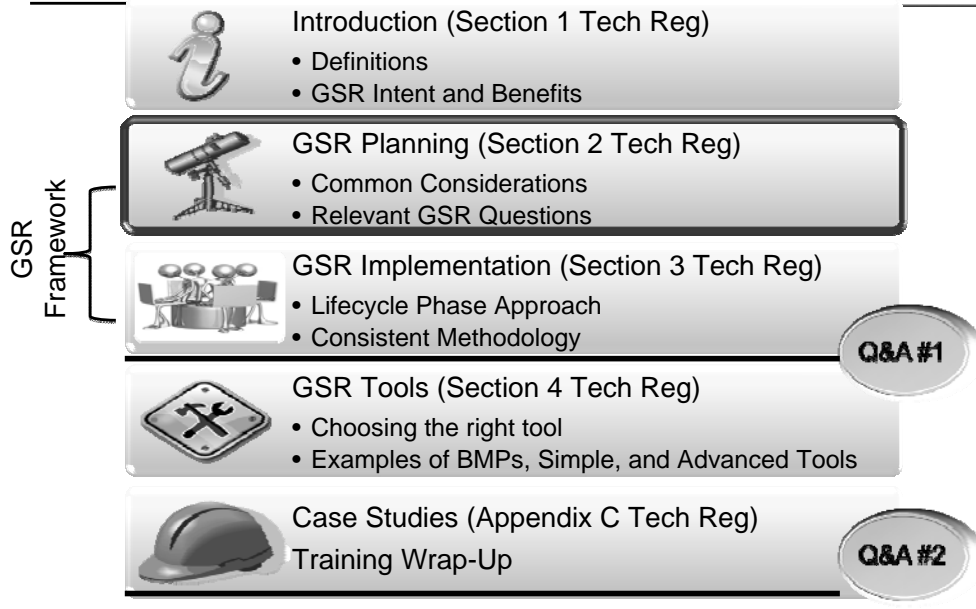 Introduction (Section 1 Tech Reg)
• Definitions
• GSR Intent and Benefits
GSR Planning (Section 2 Tech Reg)
• Common Considerations
• Relevant GSR Questions
GSR
Framework
GSR Implementation (Section 3 Tech Reg)
• Lifecycle Phase Approach
• Consistent Methodology
Q&A #1
GSR Tools (Section 4 Tech Reg)
• Choosing the right tool
• Examples of BMPs, Simple, and Advanced Tools
Case Studies (Appendix C Tech Reg)
Training Wrap-Up
Q&A #2